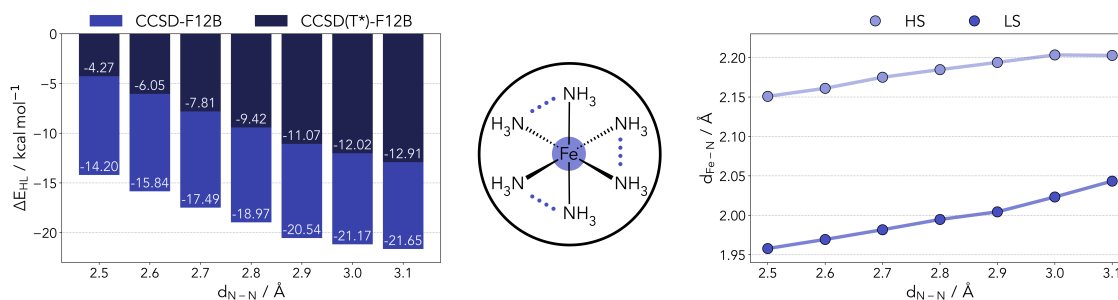 CCSD-F12B CCSD(T*)-F12B
ΔE_HL / kcal mol⁻¹
0
−5
−10
−15
−20
-4.27
-6.05
-7.81
-9.42
-11.07
-12.02
-12.91
-14.20
-15.84
-17.49
-18.97
-20.54
-21.17
-21.65
2.5 2.6 2.7 2.8 2.9 3.0 3.1
d_N−N / Å
NH₃
H₃N NH₃
Fe
H₃N NH₃
NH₃
HS LS
d_Fe−N / Å
2.20
2.15
2.10
2.05
2.00
1.95
2.5 2.6 2.7 2.8 2.9 3.0 3.1
d_N−N / Å